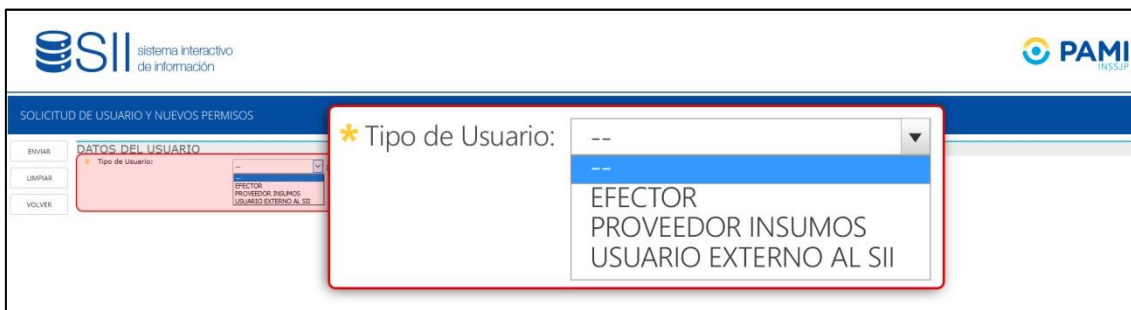 SII sistema interactivo
de información
PAMI
INSSJP
SOLICITUD DE USUARIO Y NUEVOS PERMISOS
ENVIAR
LIMPIAR
VOLVER
DATOS DEL USUARIO
* Tipo de Usuario:
--
--
EFECTOR
PROVEEDOR INSUMOS
USUARIO EXTERNO AL SII
* Tipo de Usuario:
--
--
EFECTOR
PROVEEDOR INSUMOS
USUARIO EXTERNO AL SII